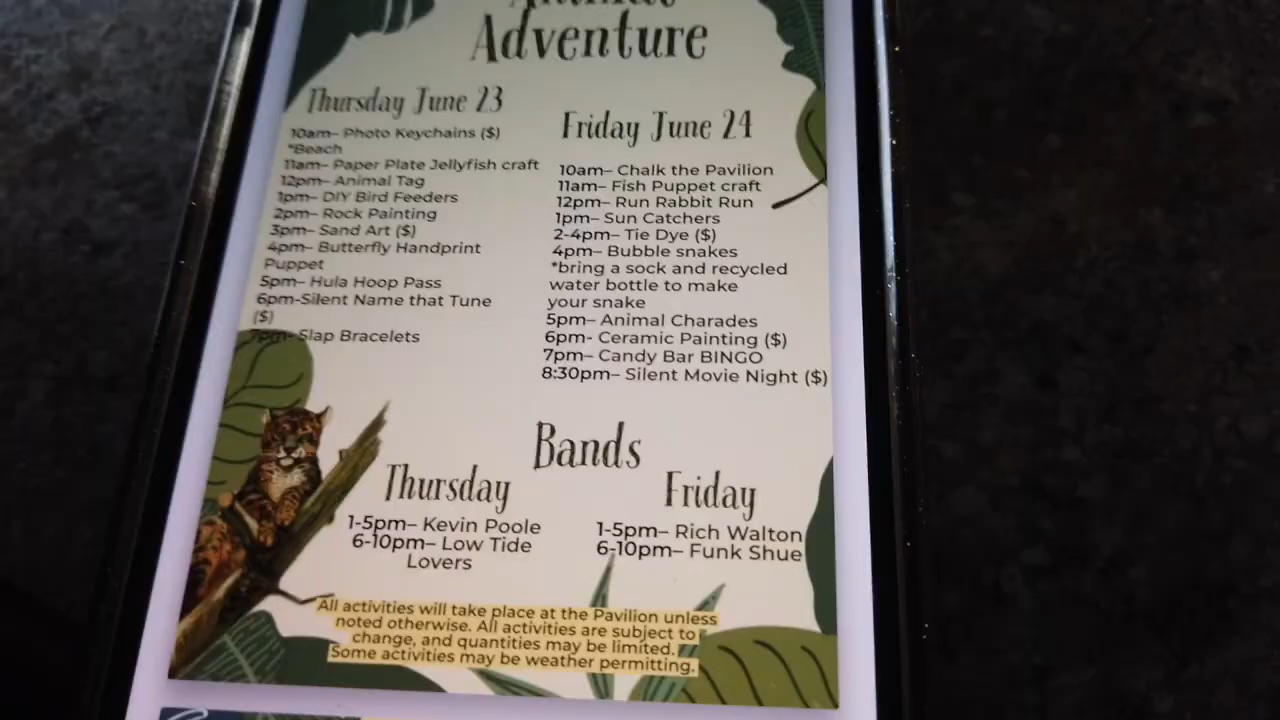 Adventure
Thursday June 23
10am– Photo Keychains ($)
*Beach
11am– Paper Plate Jellyfish craft
12pm– Animal Tag
1pm– DIY Bird Feeders
2pm– Rock Painting
3pm– Sand Art ($)
4pm– Butterfly Handprint
Puppet
5pm– Hula Hoop Pass
6pm-Silent Name that Tune
($)
7pm- Slap Bracelets
Friday June 24
10am– Chalk the Pavilion
11am– Fish Puppet craft
12pm– Run Rabbit Run
1pm– Sun Catchers
2-4pm– Tie Dye ($)
4pm– Bubble snakes
*bring a sock and recycled
water bottle to make
your snake
5pm– Animal Charades
6pm- Ceramic Painting ($)
7pm– Candy Bar BINGO
8:30pm– Silent Movie Night ($)
Bands
Thursday
1-5pm– Kevin Poole
6-10pm– Low Tide
Lovers
Friday
1-5pm– Rich Walton
6-10pm– Funk Shue
All activities will take place at the Pavilion unless
noted otherwise. All activities are subject to
change, and quantities may be limited.
Some activities may be weather permitting.